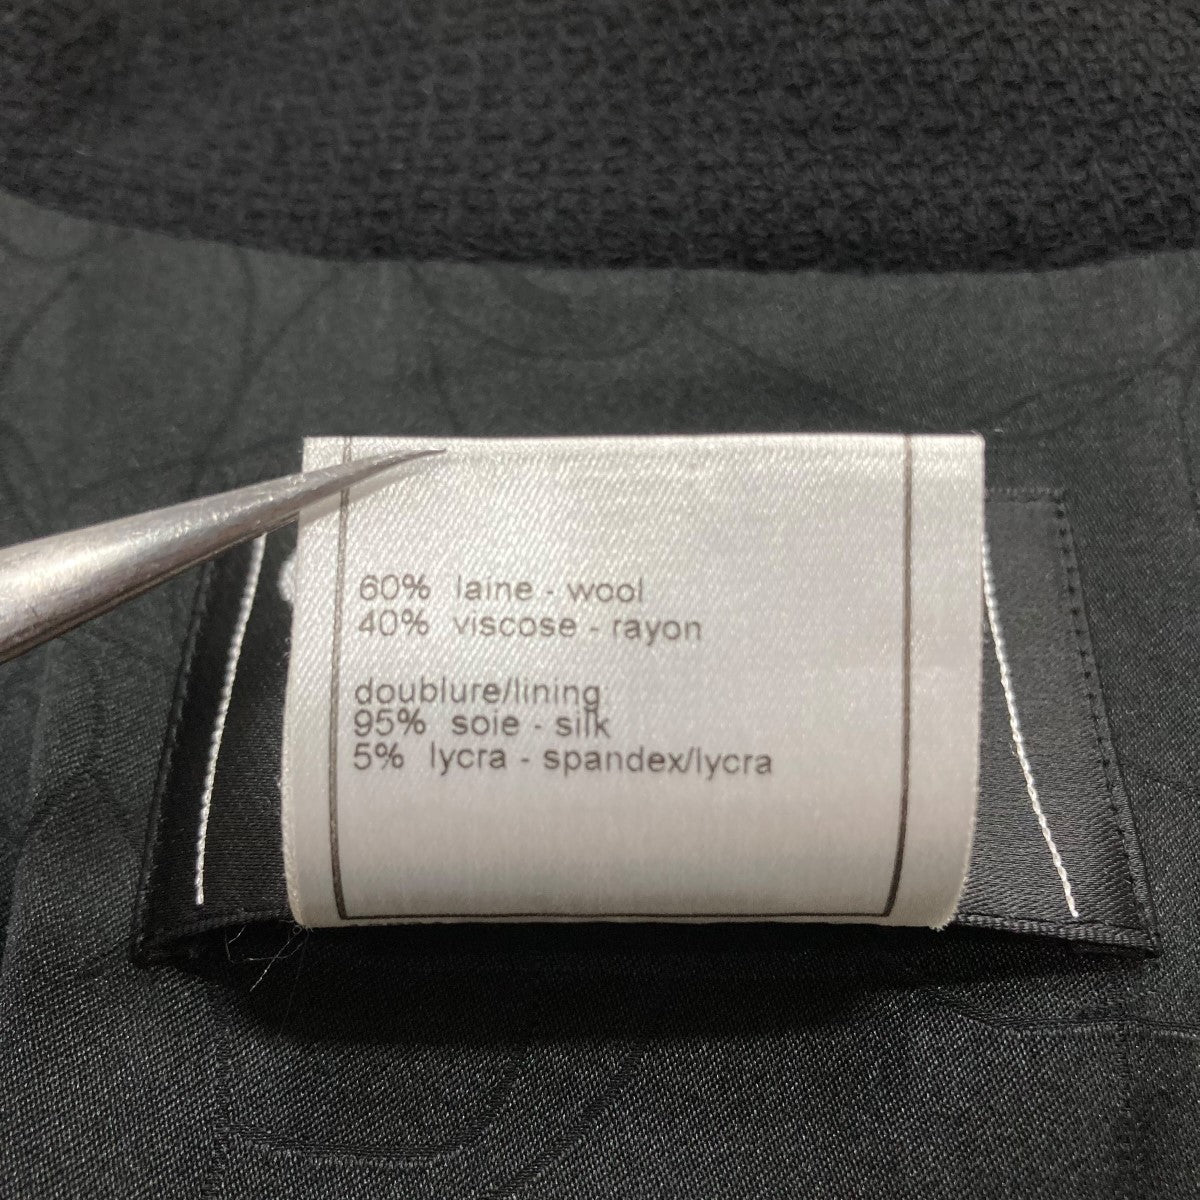 60% laine - wool
40% viscose - rayon
doublure/lining
95% soie - silk
5% lycra - spandex/lycra